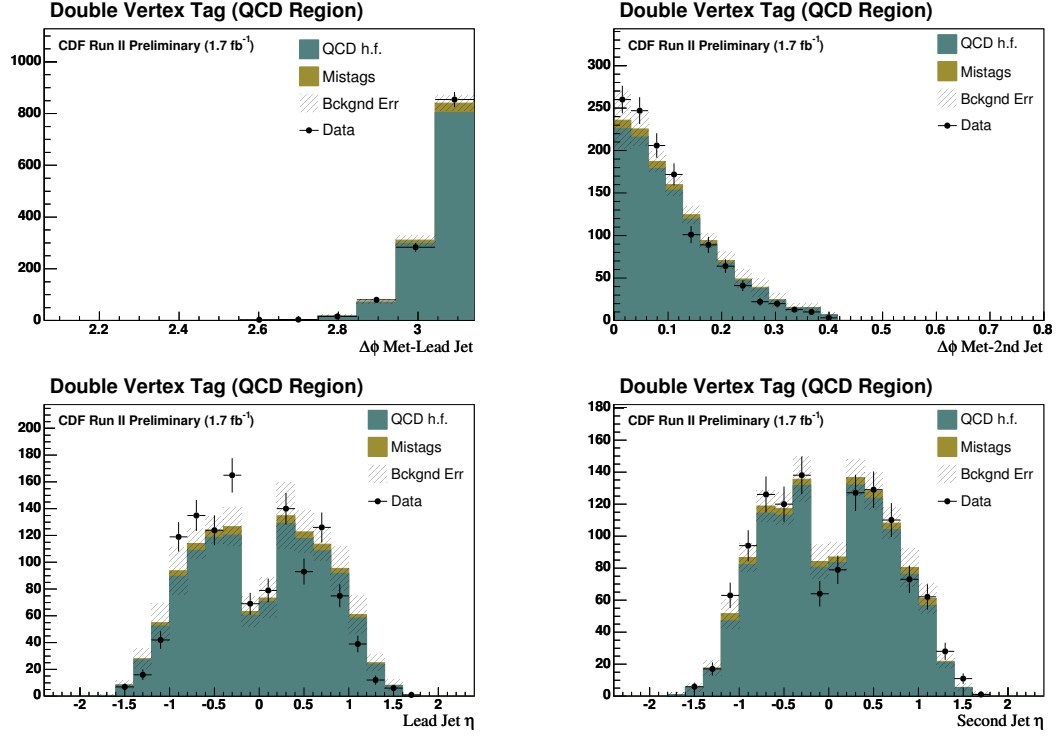 Double Vertex Tag (QCD Region)
CDF Run II Preliminary (1.7 fb⁻¹)
QCD h.f.
Mistags
Bckgnd Err
Data
1000
800
600
400
200
0
2.2 2.4 2.6 2.8 3
Δϕ Met-Lead Jet
Double Vertex Tag (QCD Region)
CDF Run II Preliminary (1.7 fb⁻¹)
QCD h.f.
Mistags
Bckgnd Err
Data
300
250
200
150
100
50
0
0 0.1 0.2 0.3 0.4 0.5 0.6 0.7 0.8
Δϕ Met-2nd Jet
Double Vertex Tag (QCD Region)
CDF Run II Preliminary (1.7 fb⁻¹)
QCD h.f.
Mistags
Bckgnd Err
Data
200
180
160
140
120
100
80
60
40
20
0
-2 -1.5 -1 -0.5 0 0.5 1 1.5 2
Lead Jet η
Double Vertex Tag (QCD Region)
CDF Run II Preliminary (1.7 fb⁻¹)
QCD h.f.
Mistags
Bckgnd Err
Data
180
160
140
120
100
80
60
40
20
0
-2 -1.5 -1 -0.5 0 0.5 1 1.5 2
Second Jet η